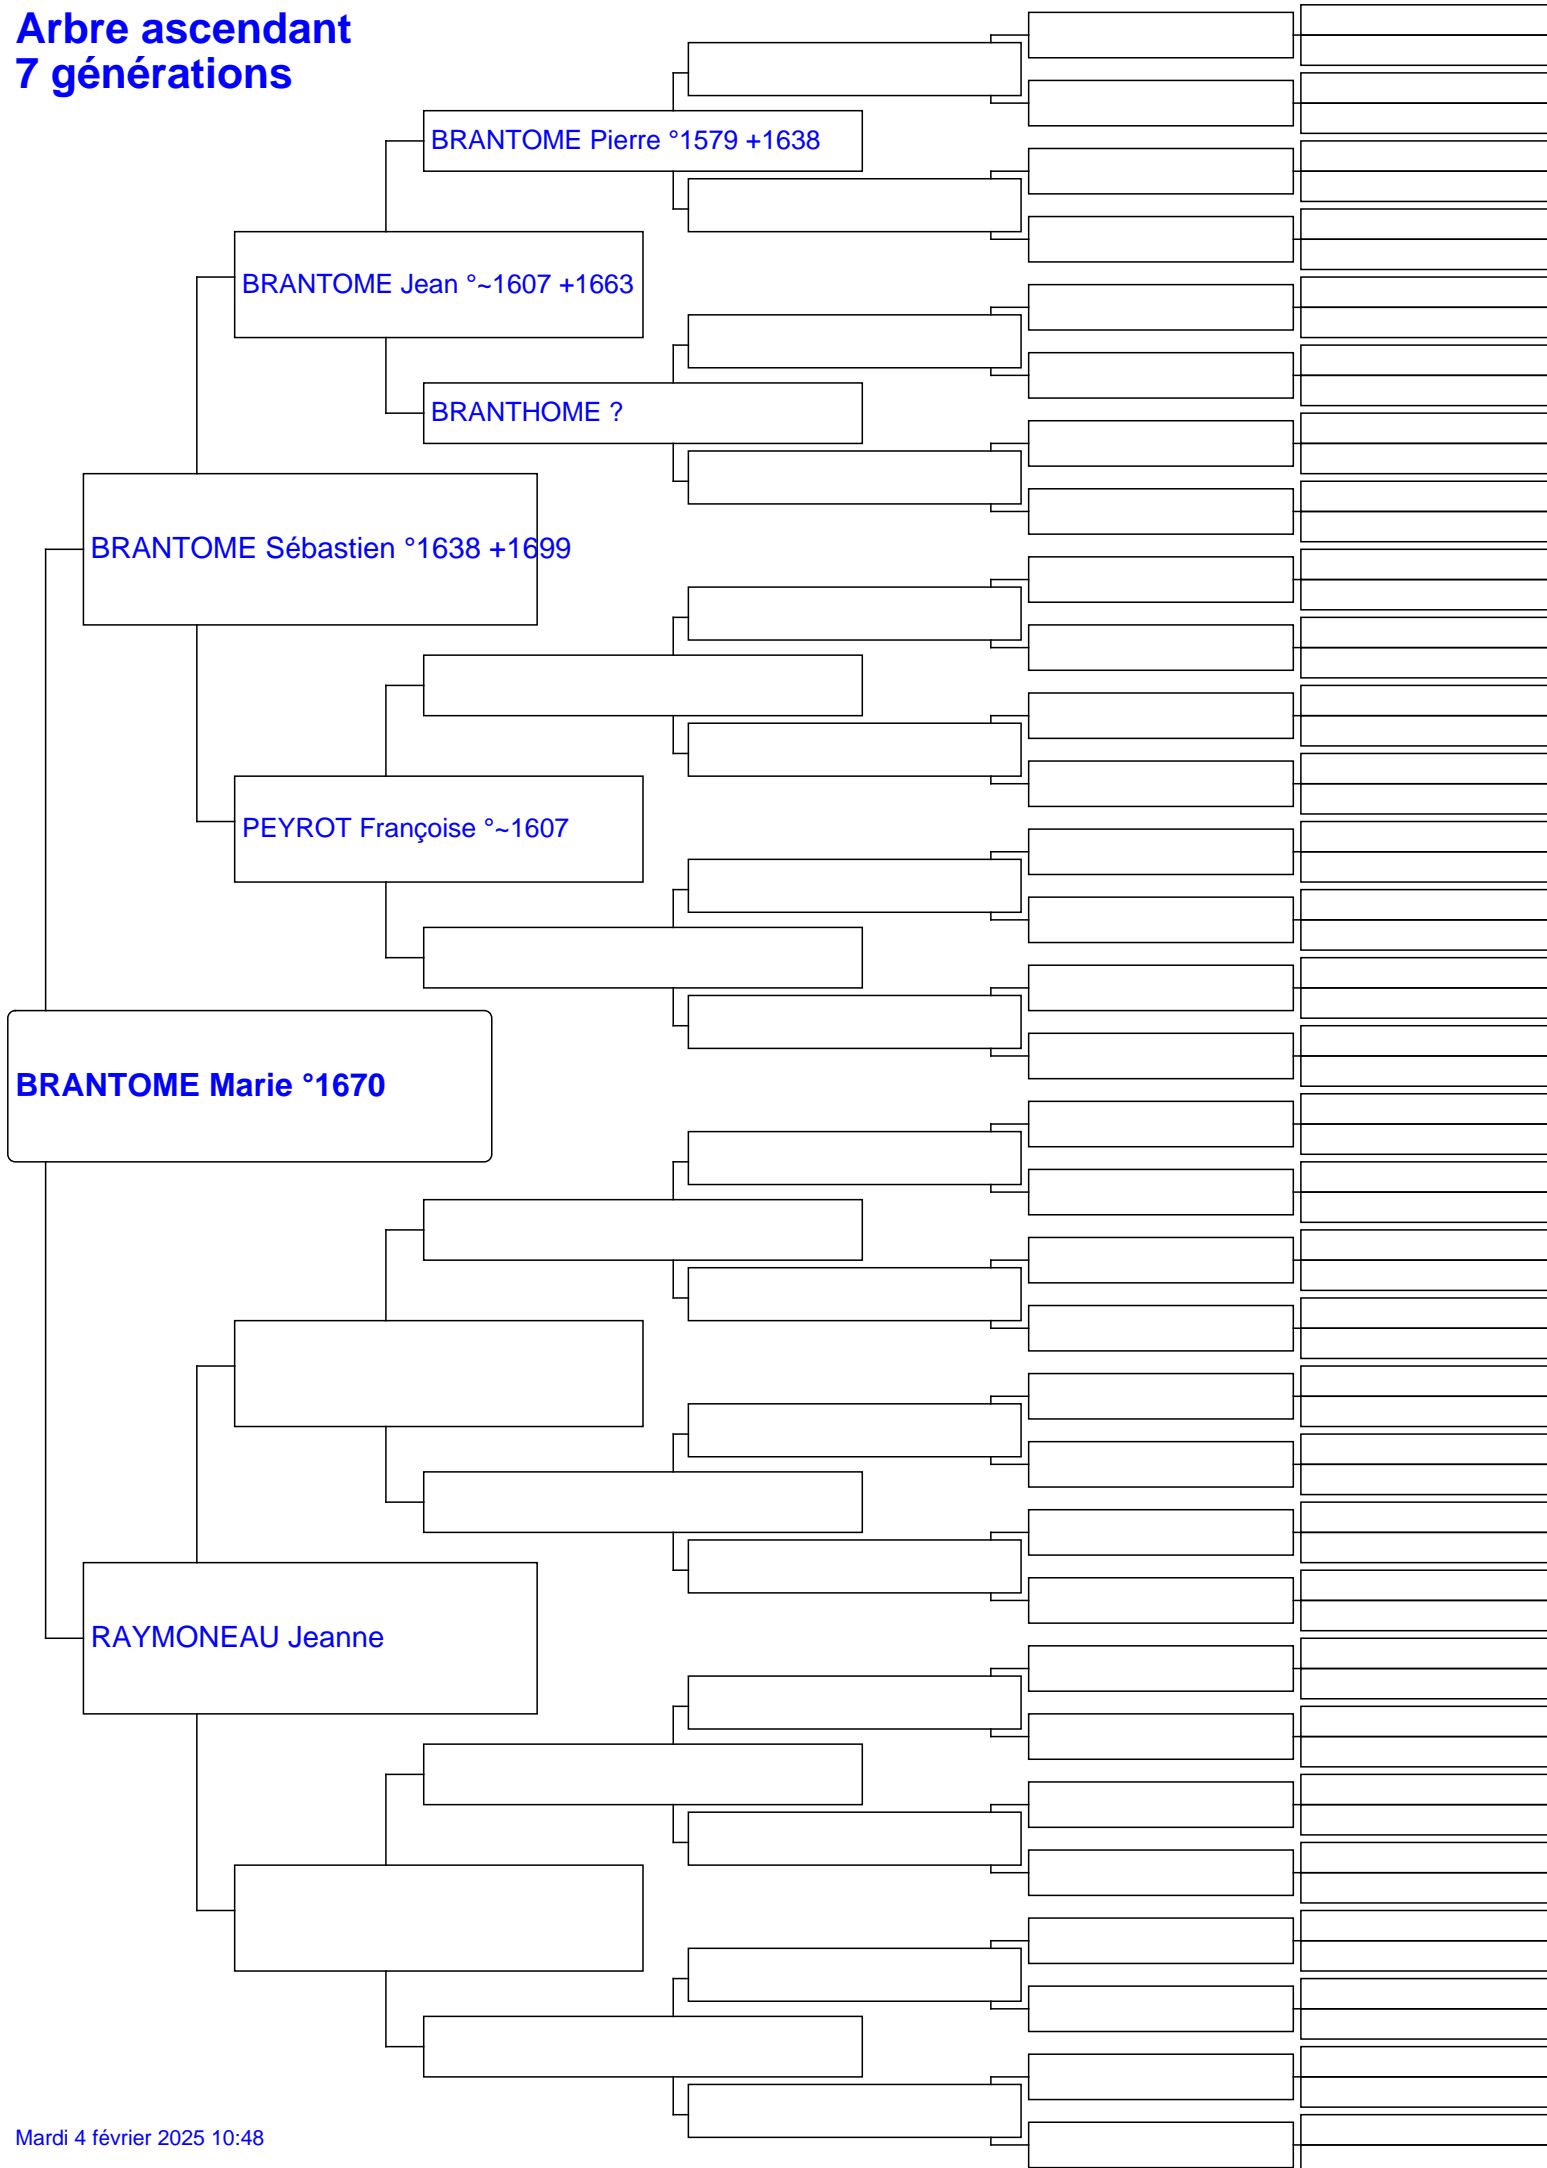 Arbre ascendant
7 générations
BRANTOME Pierre °1579 +1638
BRANTOME Jean °~1607 +1663
BRANTHOME ?
BRANTOME Sébastien °1638 +1699
PEYROT Françoise °~1607
BRANTOME Marie °1670
RAYMONEAU Jeanne
Mardi 4 février 2025 10:48